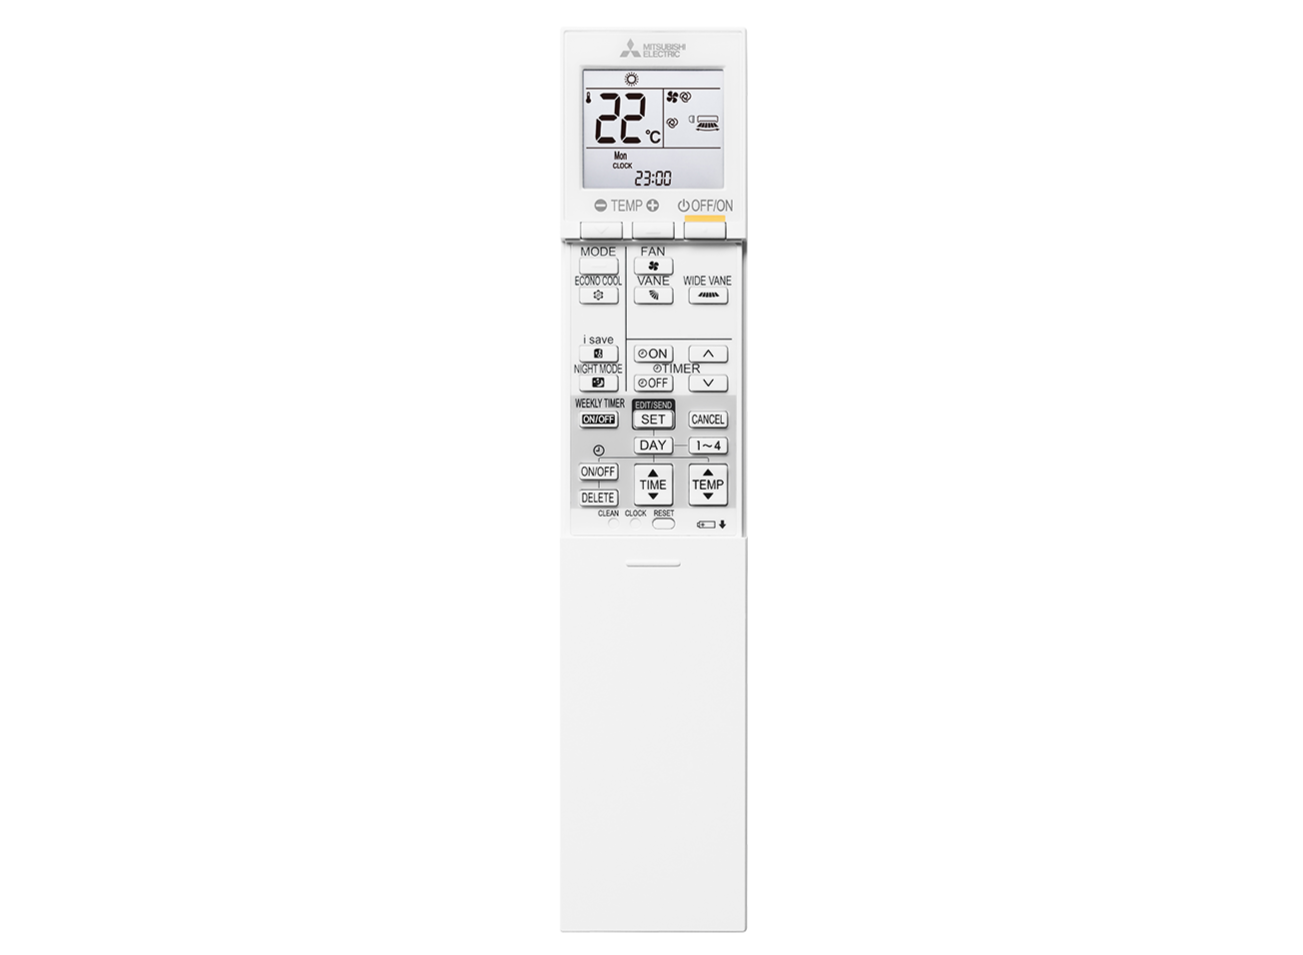 MITSUBISHI
ELECTRIC
22°C
Mon
CLOCK
23:00
TEMP OFF/ON
MODE FAN
ECONO COOL VANE WIDE VANE
i save
ON
NIGHT MODE TIMER
OFF
WEEKLY TIMER EDIT/SEND
ON/OFF SET CANCEL
DAY 1~4
ON/OFF TIME TEMP
DELETE
CLEAN CLOCK RESET